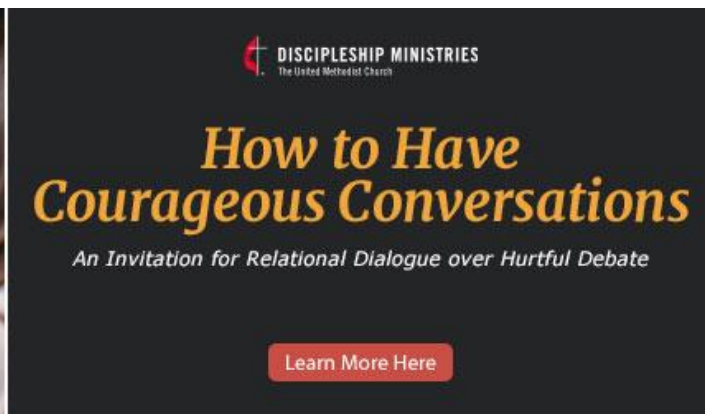 DISCIPLESHIP MINISTRIES
The United Methodist Church
How to Have
Courageous Conversations
An Invitation for Relational Dialogue over Hurtful Debate
Learn More Here